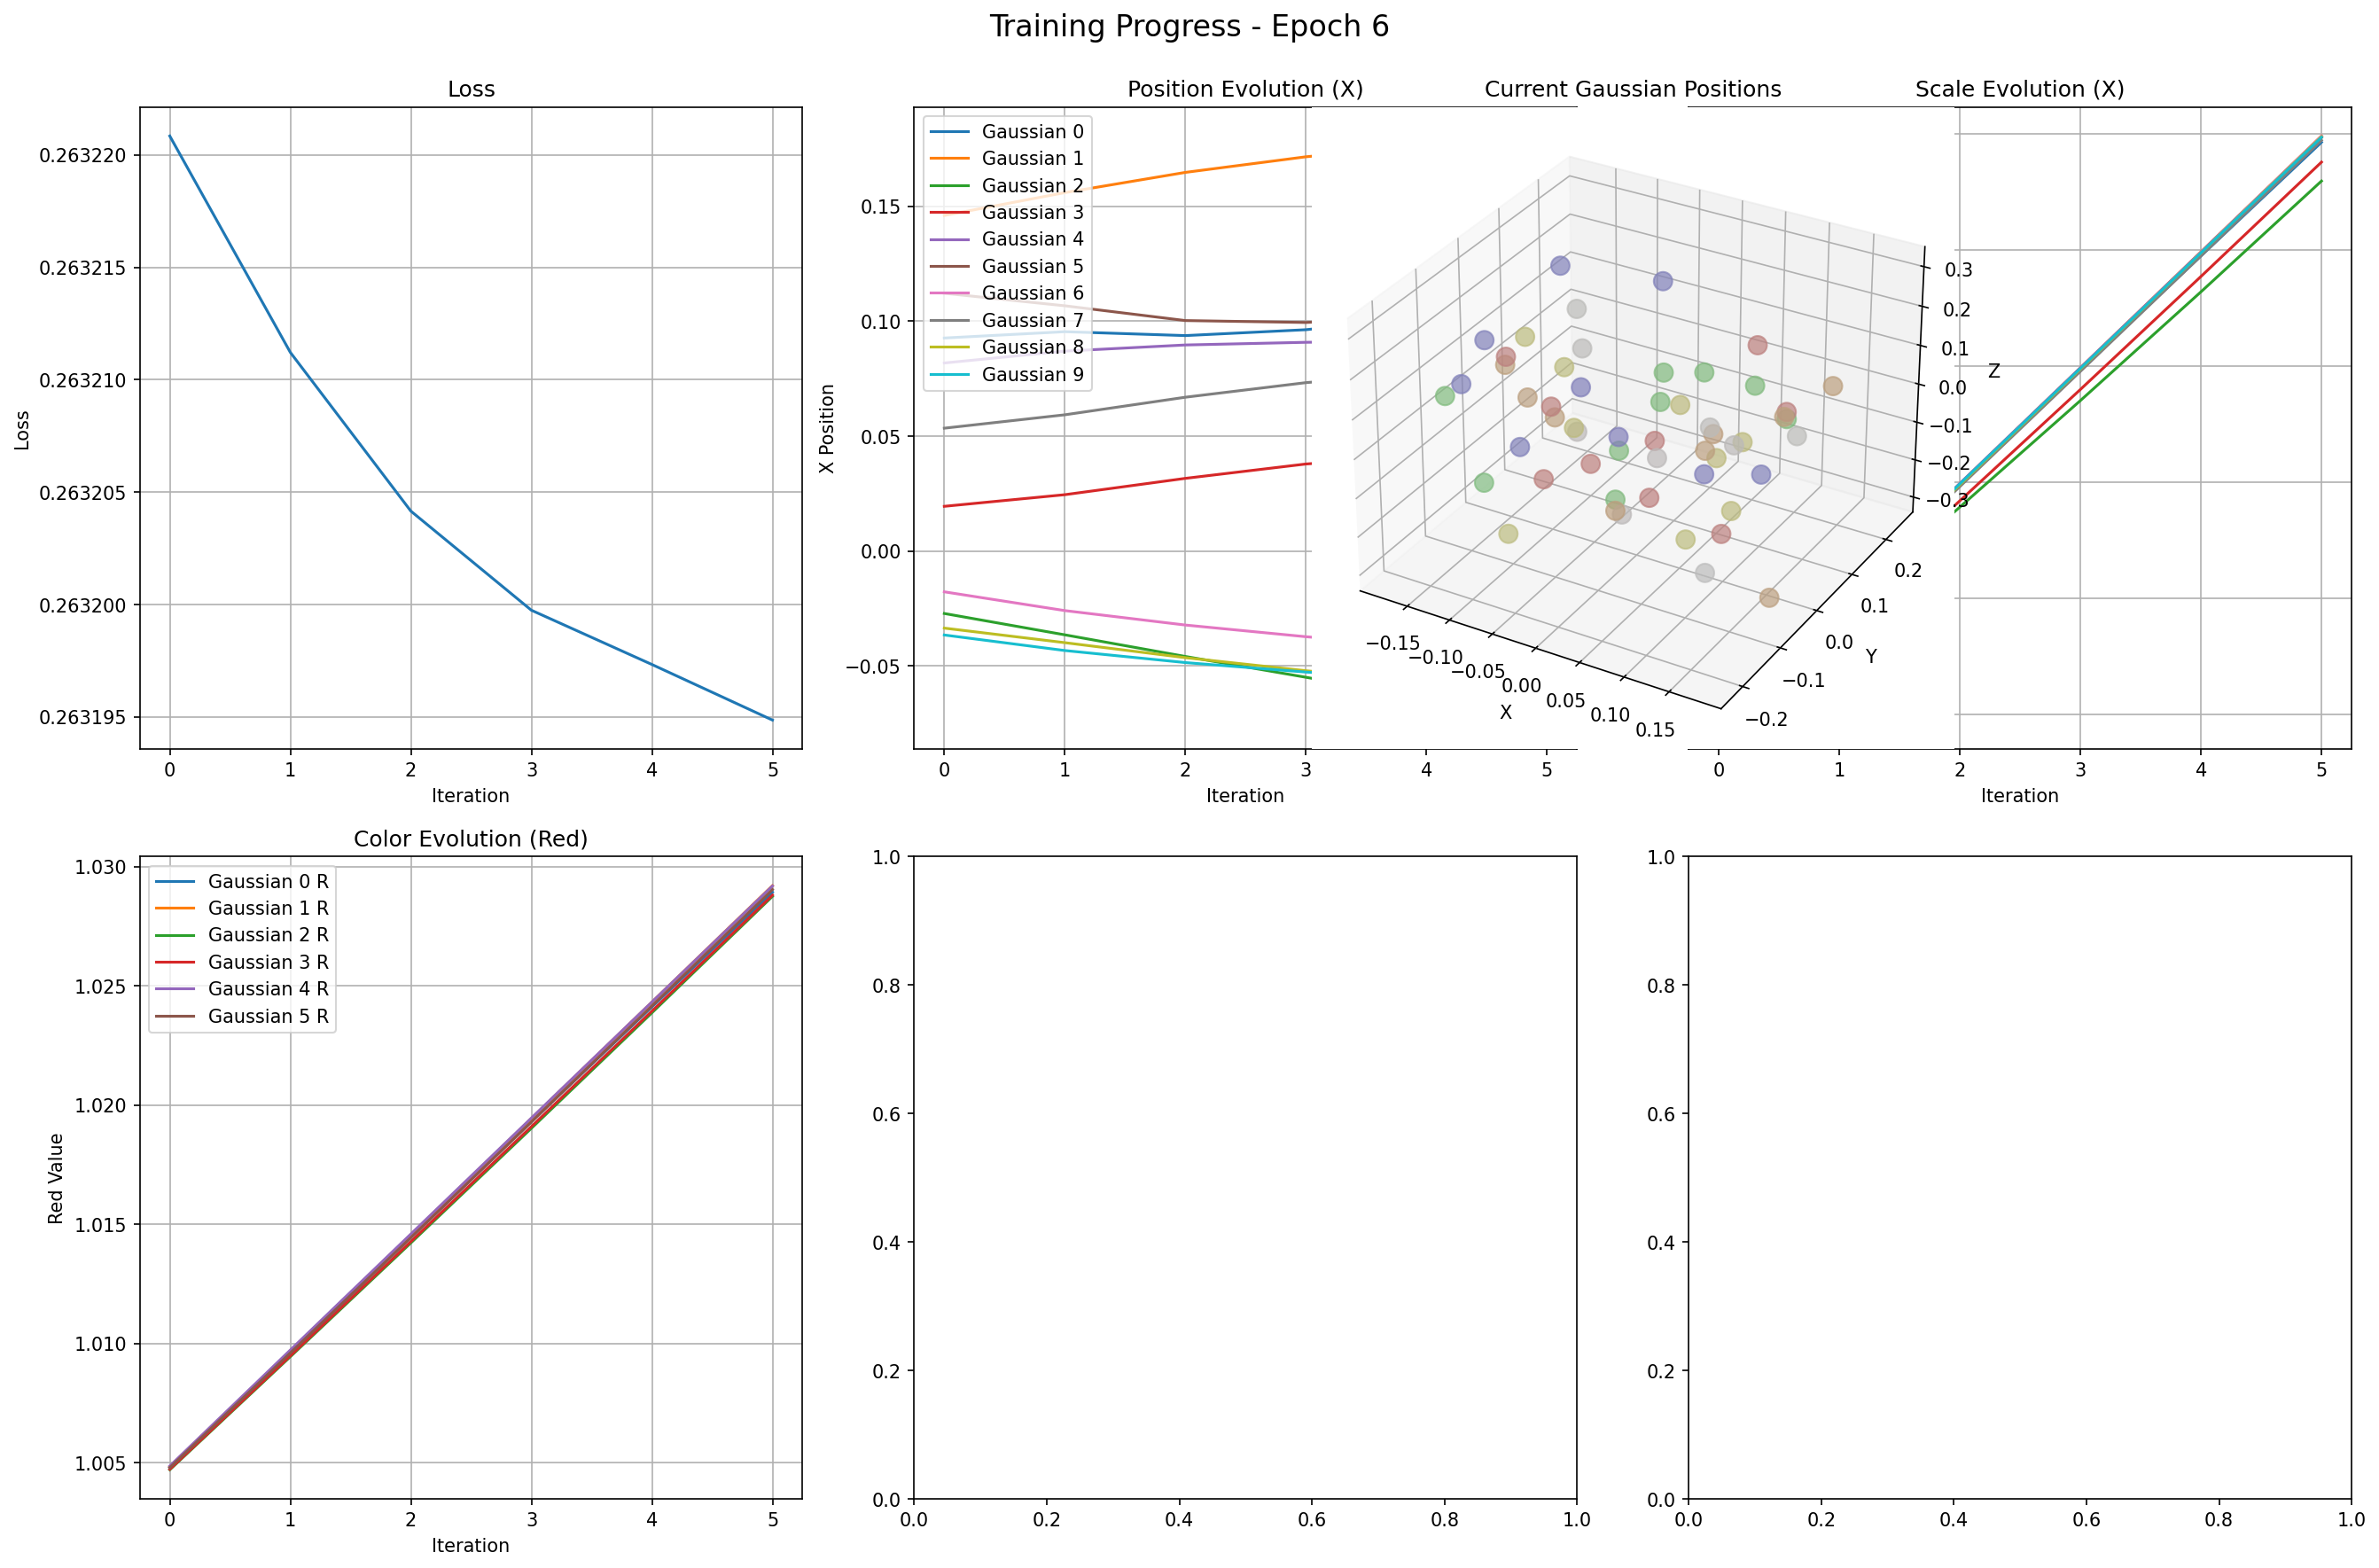 Training Progress - Epoch 6
Loss
0.263220
0.263215
0.263210
0.263205
0.263200
0.263195
Loss
0 1 2 3 4 5
Iteration
Position Evolution (X)
Gaussian 0
Gaussian 1
Gaussian 2
Gaussian 3
Gaussian 4
Gaussian 5
Gaussian 6
Gaussian 7
Gaussian 8
Gaussian 9
0.15
0.10
0.05
0.00
−0.05
X Position
0 1 2 3 4 5
Iteration
Current Gaussian Positions
0.3
0.2
0.1
0.0
−0.1
−0.2
−0.3
Z
0.2
0.1
0.0
−0.1
−0.2
Y
−0.15
−0.10
−0.05
0.00
0.05
0.10
0.15
X
Scale Evolution (X)
0 1 2 3 4 5
Iteration
Color Evolution (Red)
Gaussian 0 R
Gaussian 1 R
Gaussian 2 R
Gaussian 3 R
Gaussian 4 R
Gaussian 5 R
1.030
1.025
1.020
1.015
1.010
1.005
Red Value
0 1 2 3 4 5
Iteration
1.0
0.8
0.6
0.4
0.2
0.0
0.0 0.2 0.4 0.6 0.8 1.0
1.0
0.8
0.6
0.4
0.2
0.0
0.0 0.2 0.4 0.6 0.8 1.0